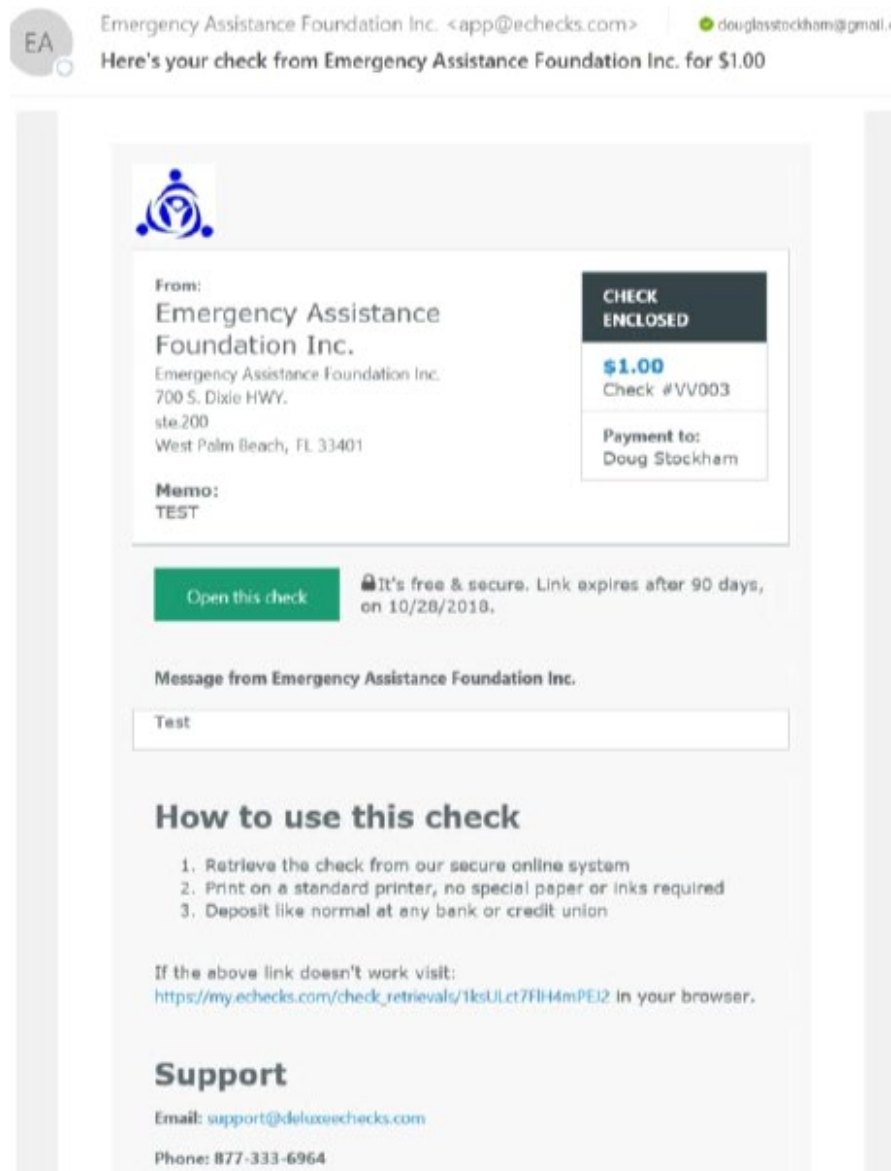 EA
Emergency Assistance Foundation Inc. <app@echecks.com>
douglasstockham@gmail.
Here's your check from Emergency Assistance Foundation Inc. for $1.00
From:
Emergency Assistance
Foundation Inc.
Emergency Assistance Foundation Inc.
700 S. Dixie HWY.
ste.200
West Palm Beach, FL 33401
Memo:
TEST
CHECK
ENCLOSED
$1.00
Check #VV003
Payment to:
Doug Stockham
Open this check
It's free & secure. Link expires after 90 days,
on 10/28/2018.
Message from Emergency Assistance Foundation Inc.
Test
How to use this check
1. Retrieve the check from our secure online system
2. Print on a standard printer, no special paper or inks required
3. Deposit like normal at any bank or credit union
If the above link doesn't work visit:
in your browser.
Support
Email: support@deluxeechecks.com
Phone: 877-333-6964